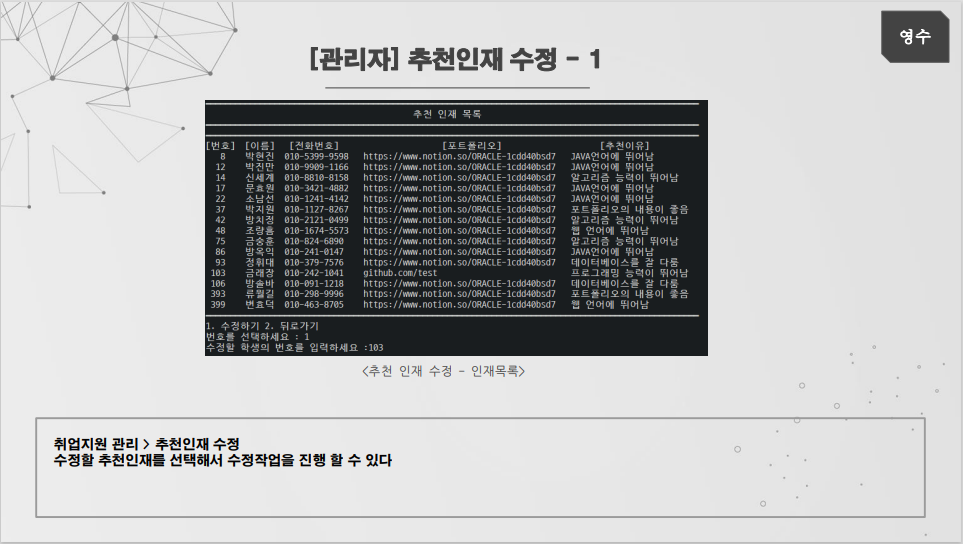 영수
[관리자] 추천인재 수정 - 1
추천 인재 목록
[번호] [이름] [전화번호] [포트폴리오] [추천이유]
8 박현진 010-5399-9598 https://www.notion.so/ORACLE-1cdd40bsd7 JAVA언어에 뛰어남
12 박진만 010-9909-1166 https://www.notion.so/ORACLE-1cdd40bsd7 JAVA언어에 뛰어남
14 신세계 010-8810-8158 https://www.notion.so/ORACLE-1cdd40bsd7 알고리즘 능력이 뛰어남
17 문효원 010-3421-4882 https://www.notion.so/ORACLE-1cdd40bsd7 JAVA언어에 뛰어남
22 소남선 010-1241-4142 https://www.notion.so/ORACLE-1cdd40bsd7 JAVA언어에 뛰어남
37 박지원 010-1127-8267 https://www.notion.so/ORACLE-1cdd40bsd7 포트폴리오의 내용이 좋음
42 방치정 010-2121-0499 https://www.notion.so/ORACLE-1cdd40bsd7 알고리즘 능력이 뛰어남
48 조량흠 010-1674-5573 https://www.notion.so/ORACLE-1cdd40bsd7 웹 언어에 뛰어남
75 금숭훈 010-824-6890 https://www.notion.so/ORACLE-1cdd40bsd7 알고리즘 능력이 뛰어남
86 방옥익 010-241-0147 https://www.notion.so/ORACLE-1cdd40bsd7 JAVA언어에 뛰어남
93 정휘대 010-379-7576 https://www.notion.so/ORACLE-1cdd40bsd7 데이터베이스를 잘 다룸
103 금래장 010-242-1041 github.com/test 프로그래밍 능력이 뛰어남
106 방솔바 010-091-1218 https://www.notion.so/ORACLE-1cdd40bsd7 데이터베이스를 잘 다룸
393 류월길 010-298-9996 https://www.notion.so/ORACLE-1cdd40bsd7 포트폴리오의 내용이 좋음
399 변효덕 010-463-8705 https://www.notion.so/ORACLE-1cdd40bsd7 웹 언어에 뛰어남
1. 수정하기 2. 뒤로가기
번호를 선택하세요 : 1
수정할 학생의 번호를 입력하세요 :103
<추천 인재 수정 - 인재목록>
취업지원 관리 > 추천인재 수정
수정할 추천인재를 선택해서 수정작업을 진행 할 수 있다